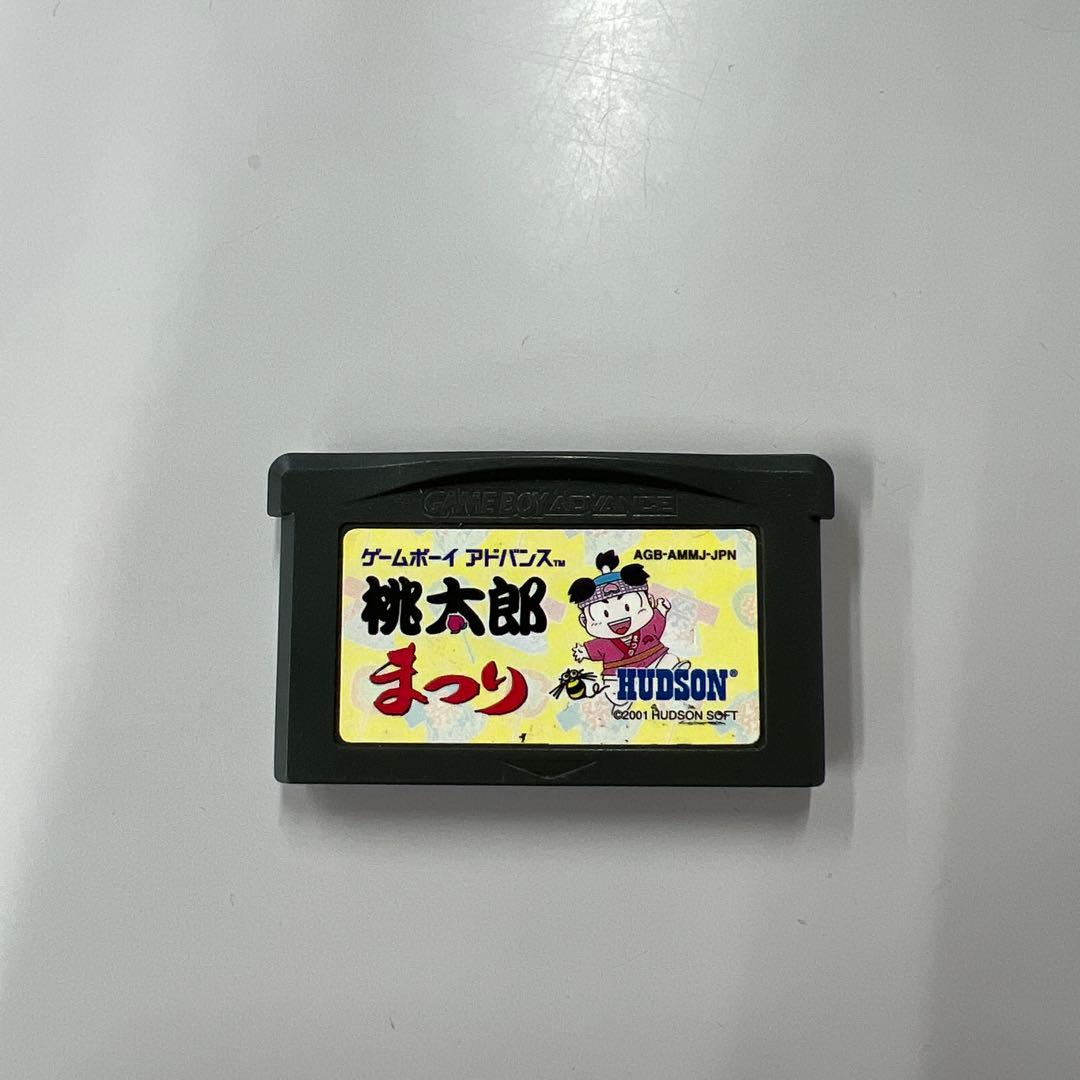 GAME BOY ADVANCE
ゲームボーイ アドバンス™
AGB-AMMJ-JPN
桃太郎
まつり
HUDSON®
©2001 HUDSON SOFT